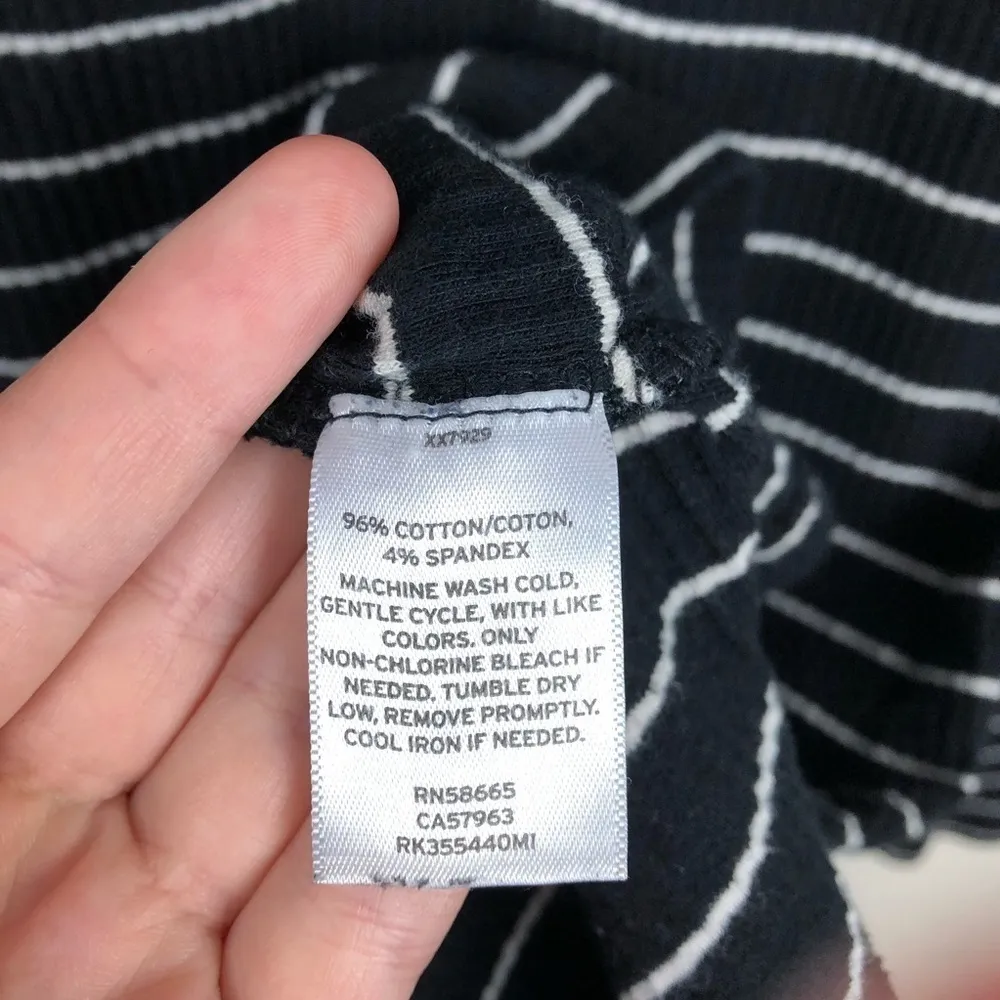 XX7929
96% COTTON/COTON,
4% SPANDEX
MACHINE WASH COLD,
GENTLE CYCLE, WITH LIKE
COLORS. ONLY
NON-CHLORINE BLEACH IF
NEEDED. TUMBLE DRY
LOW, REMOVE PROMPTLY.
COOL IRON IF NEEDED.
RN58665
CA57963
RK355440MI